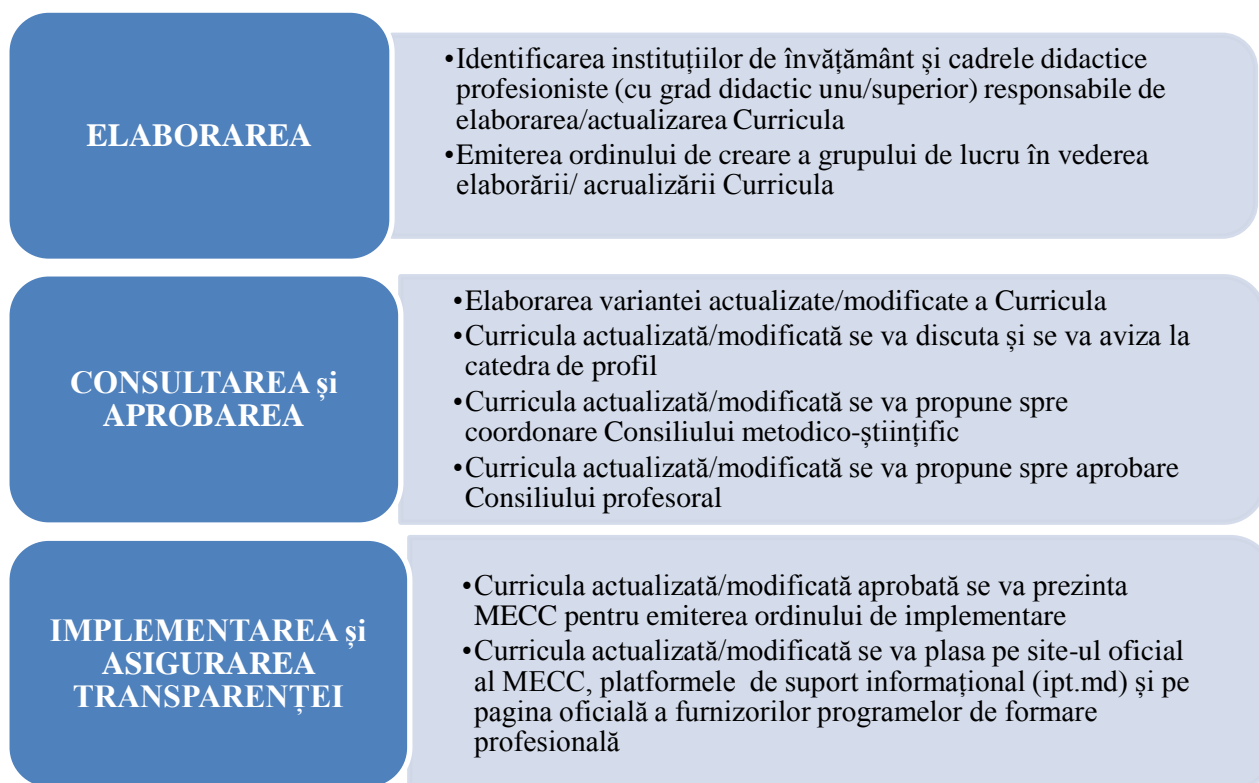 ELABORAREA
•Identificarea instituțiilor de învățământ și cadrele didactice
profesioniste (cu grad didactic unu/superior) responsabile de
elaborarea/actualizarea Curricula
•Emiterea ordinului de creare a grupului de lucru în vederea
elaborării/ acrualizării Curricula
CONSULTAREA și
APROBAREA
•Elaborarea variantei actualizate/modificate a Curricula
•Curricula actualizată/modificată se va discuta și se va aviza la
catedra de profil
•Curricula actualizată/modificată se va propune spre
coordonare Consiliului metodico-științific
•Curricula actualizată/modificată se va propune spre aprobare
Consiliului profesoral
IMPLEMENTAREA și
ASIGURAREA
TRANSPARENȚEI
•Curricula actualizată/modificată aprobată se va prezinta
MECC pentru emiterea ordinului de implementare
•Curricula actualizată/modificată se va plasa pe site-ul oficial
al MECC, platformele de suport informațional (ipt.md) și pe
pagina oficială a furnizorilor programelor de formare
profesională